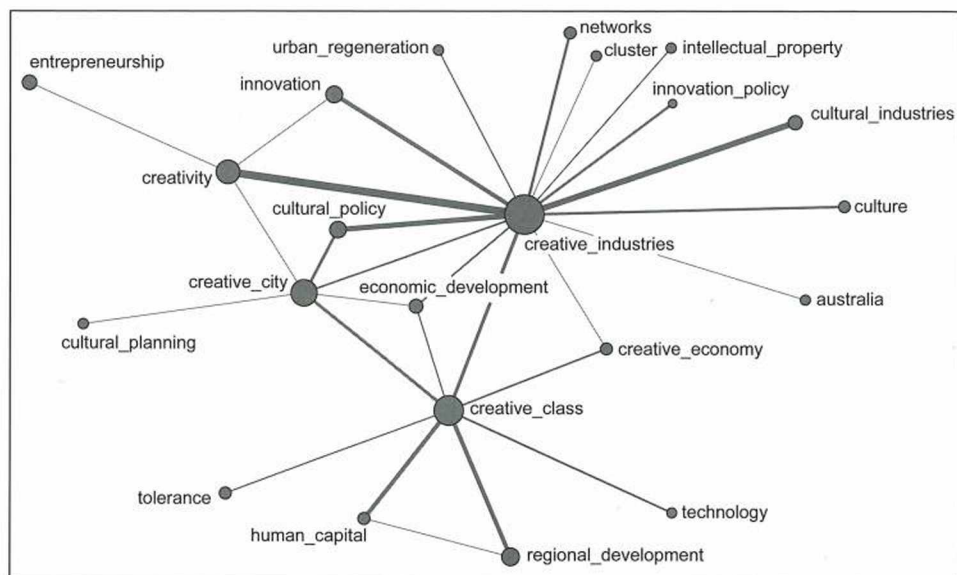 networks
urban_regeneration
cluster
intellectual_property
entrepreneurship
innovation
innovation_policy
cultural_industries
creativity
cultural_policy
culture
creative_industries
creative_city
economic_development
australia
cultural_planning
creative_economy
creative_class
tolerance
technology
human_capital
regional_development